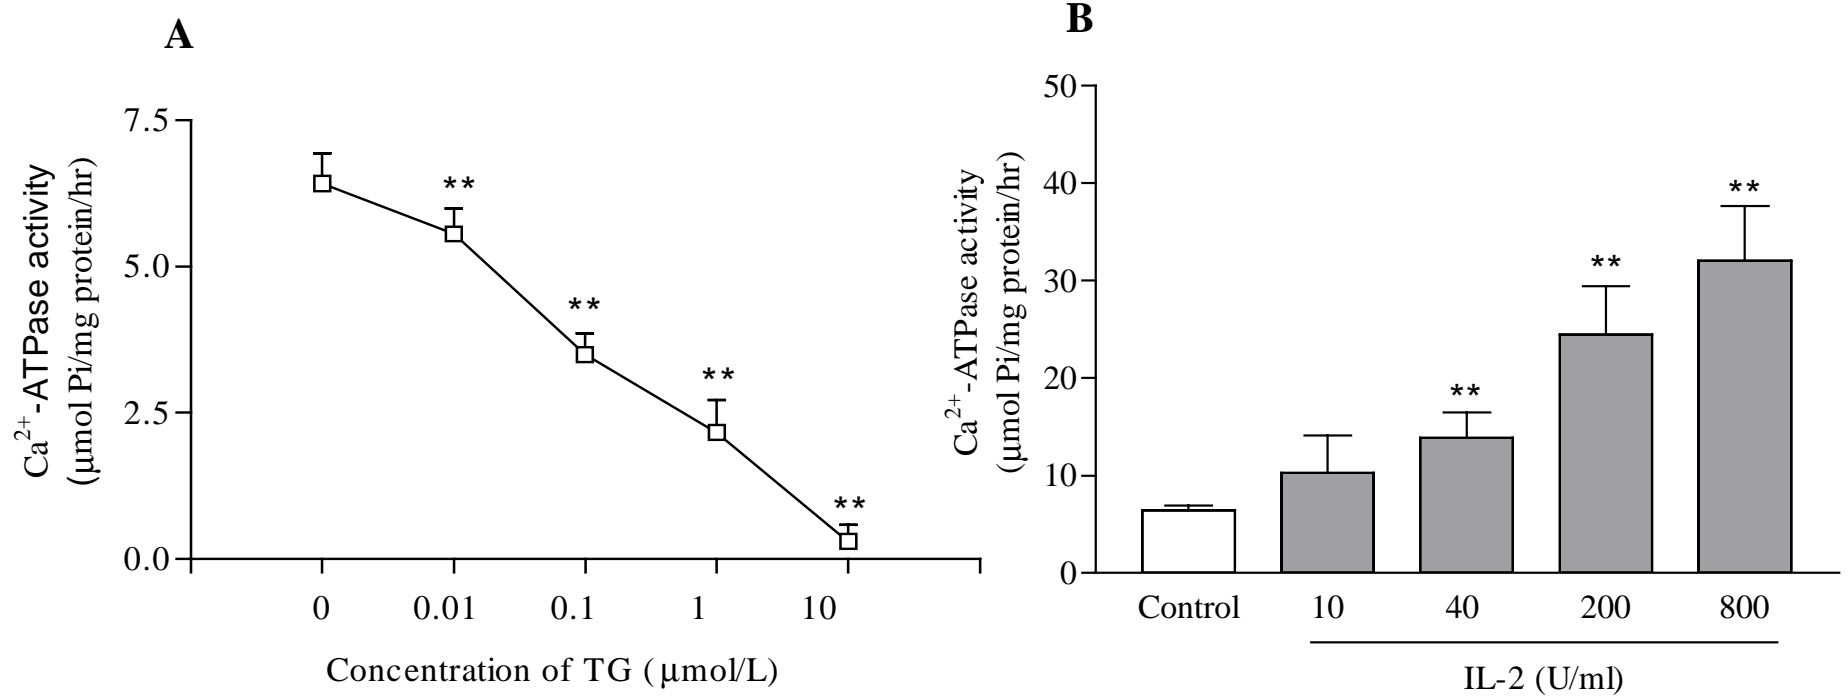 A
Ca2+-ATPase activity
(μmol Pi/mg protein/hr)
7.5
5.0
2.5
0.0
**
**
**
**
0 0.01 0.1 1 10
Concentration of TG (μmol/L)
B
Ca2+-ATPase activity
(μmol Pi/mg protein/hr)
50
40
30
20
10
0
**
**
**
Control 10 40 200 800
IL-2 (U/ml)